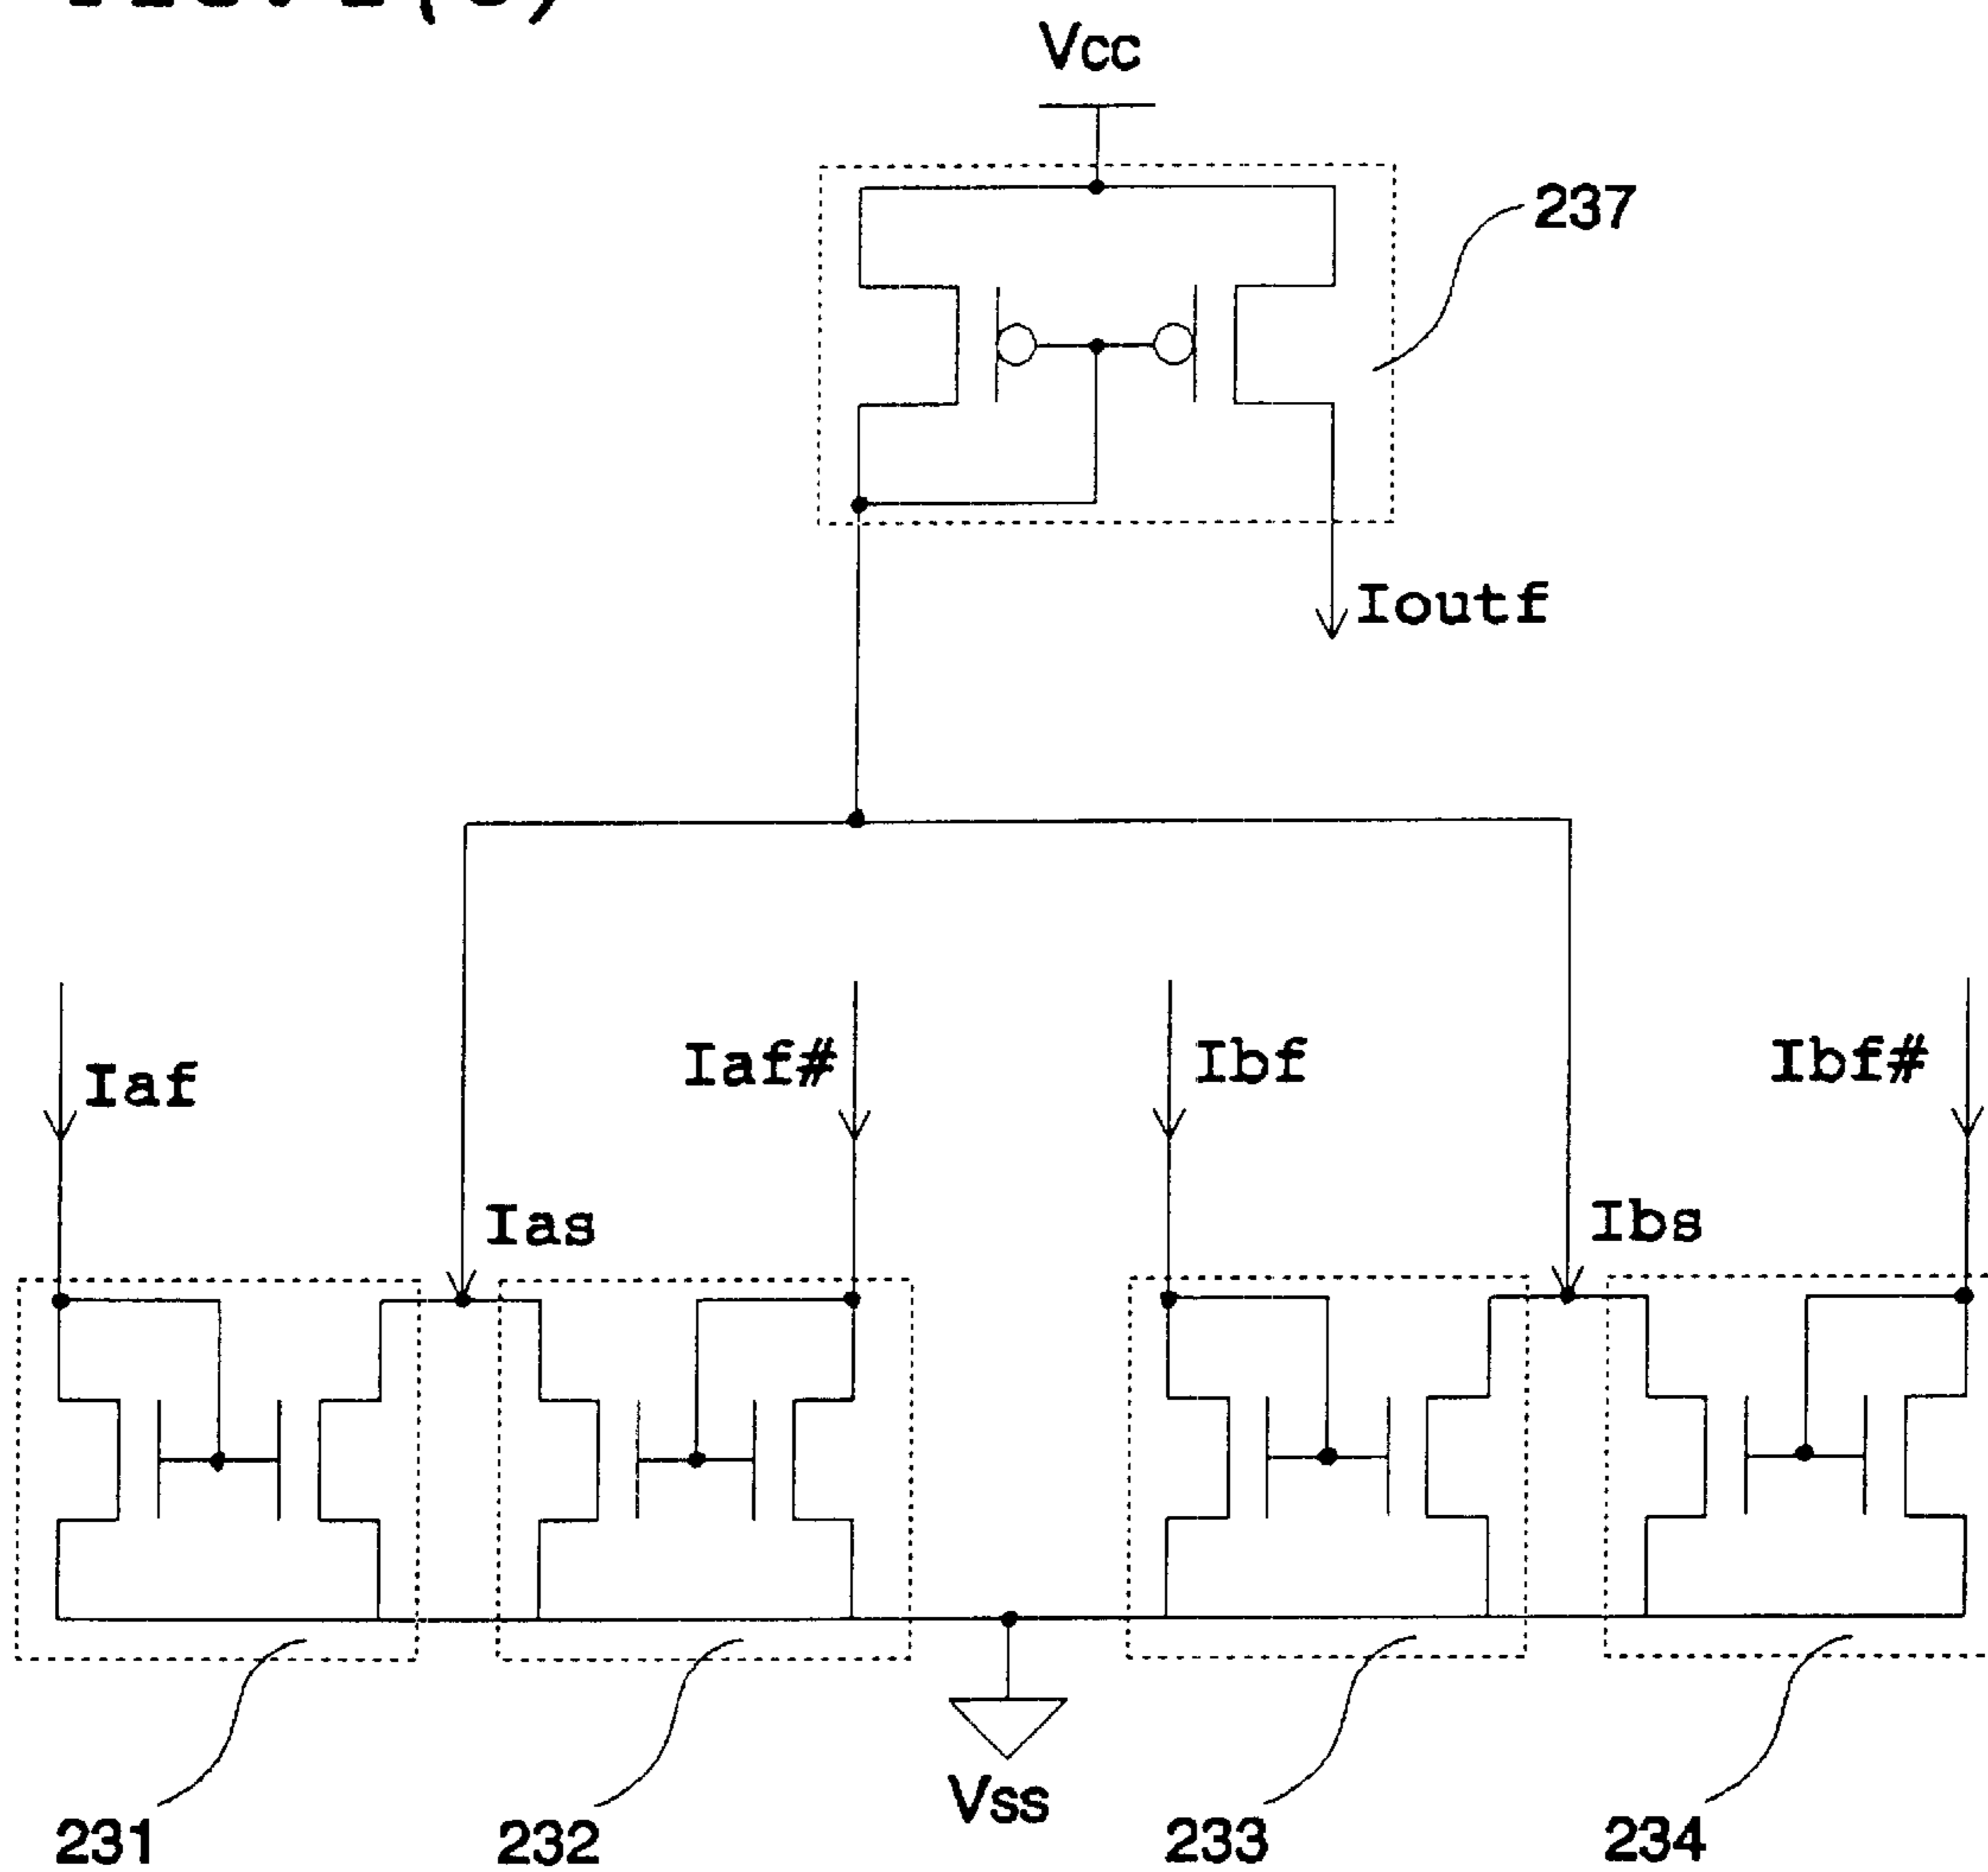 Vcc
237
Ioutf
Iaf
Iaf#
Ibf
Ibf#
Ias
Ibs
Vss
231
232
233
234